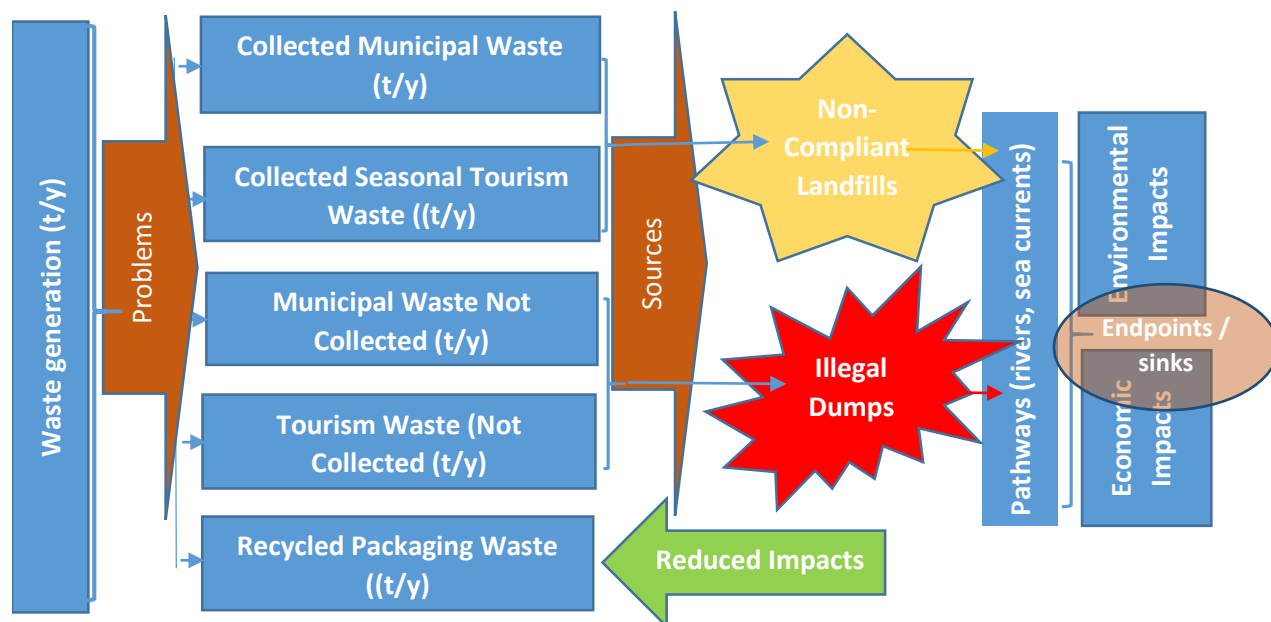 Waste generation (t/y)
Problems
Collected Municipal Waste
(t/y)
Collected Seasonal Tourism
Waste ((t/y)
Municipal Waste Not
Collected (t/y)
Tourism Waste (Not
Collected (t/y)
Recycled Packaging Waste
((t/y)
Sources
Non-
Compliant
Landfills
Illegal
Dumps
Reduced Impacts
Pathways (rivers, sea currents)
Environmental
Impacts
Endpoints /
sinks
Economic
Impacts